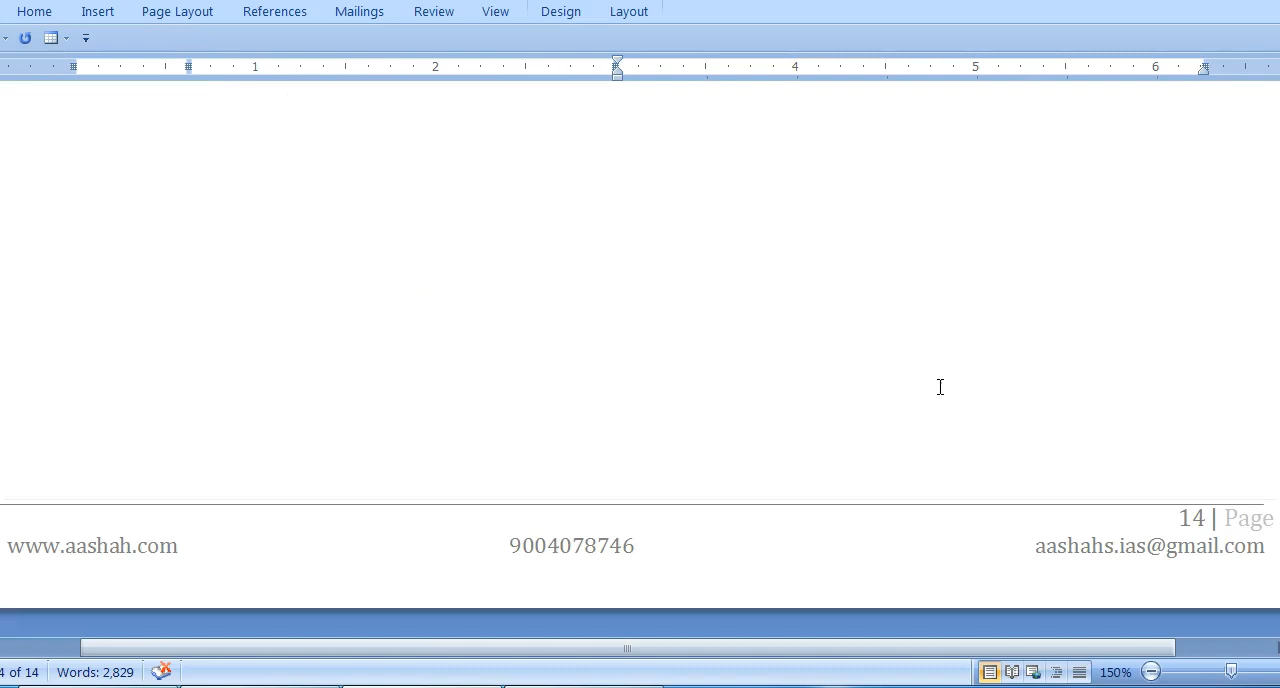 Home Insert Page Layout References Mailings Review View Design Layout
1 2 4 5 6
14 | Page
www.aashah.com 9004078746 aashahs.ias@gmail.com
4 of 14 Words: 2,829 150%